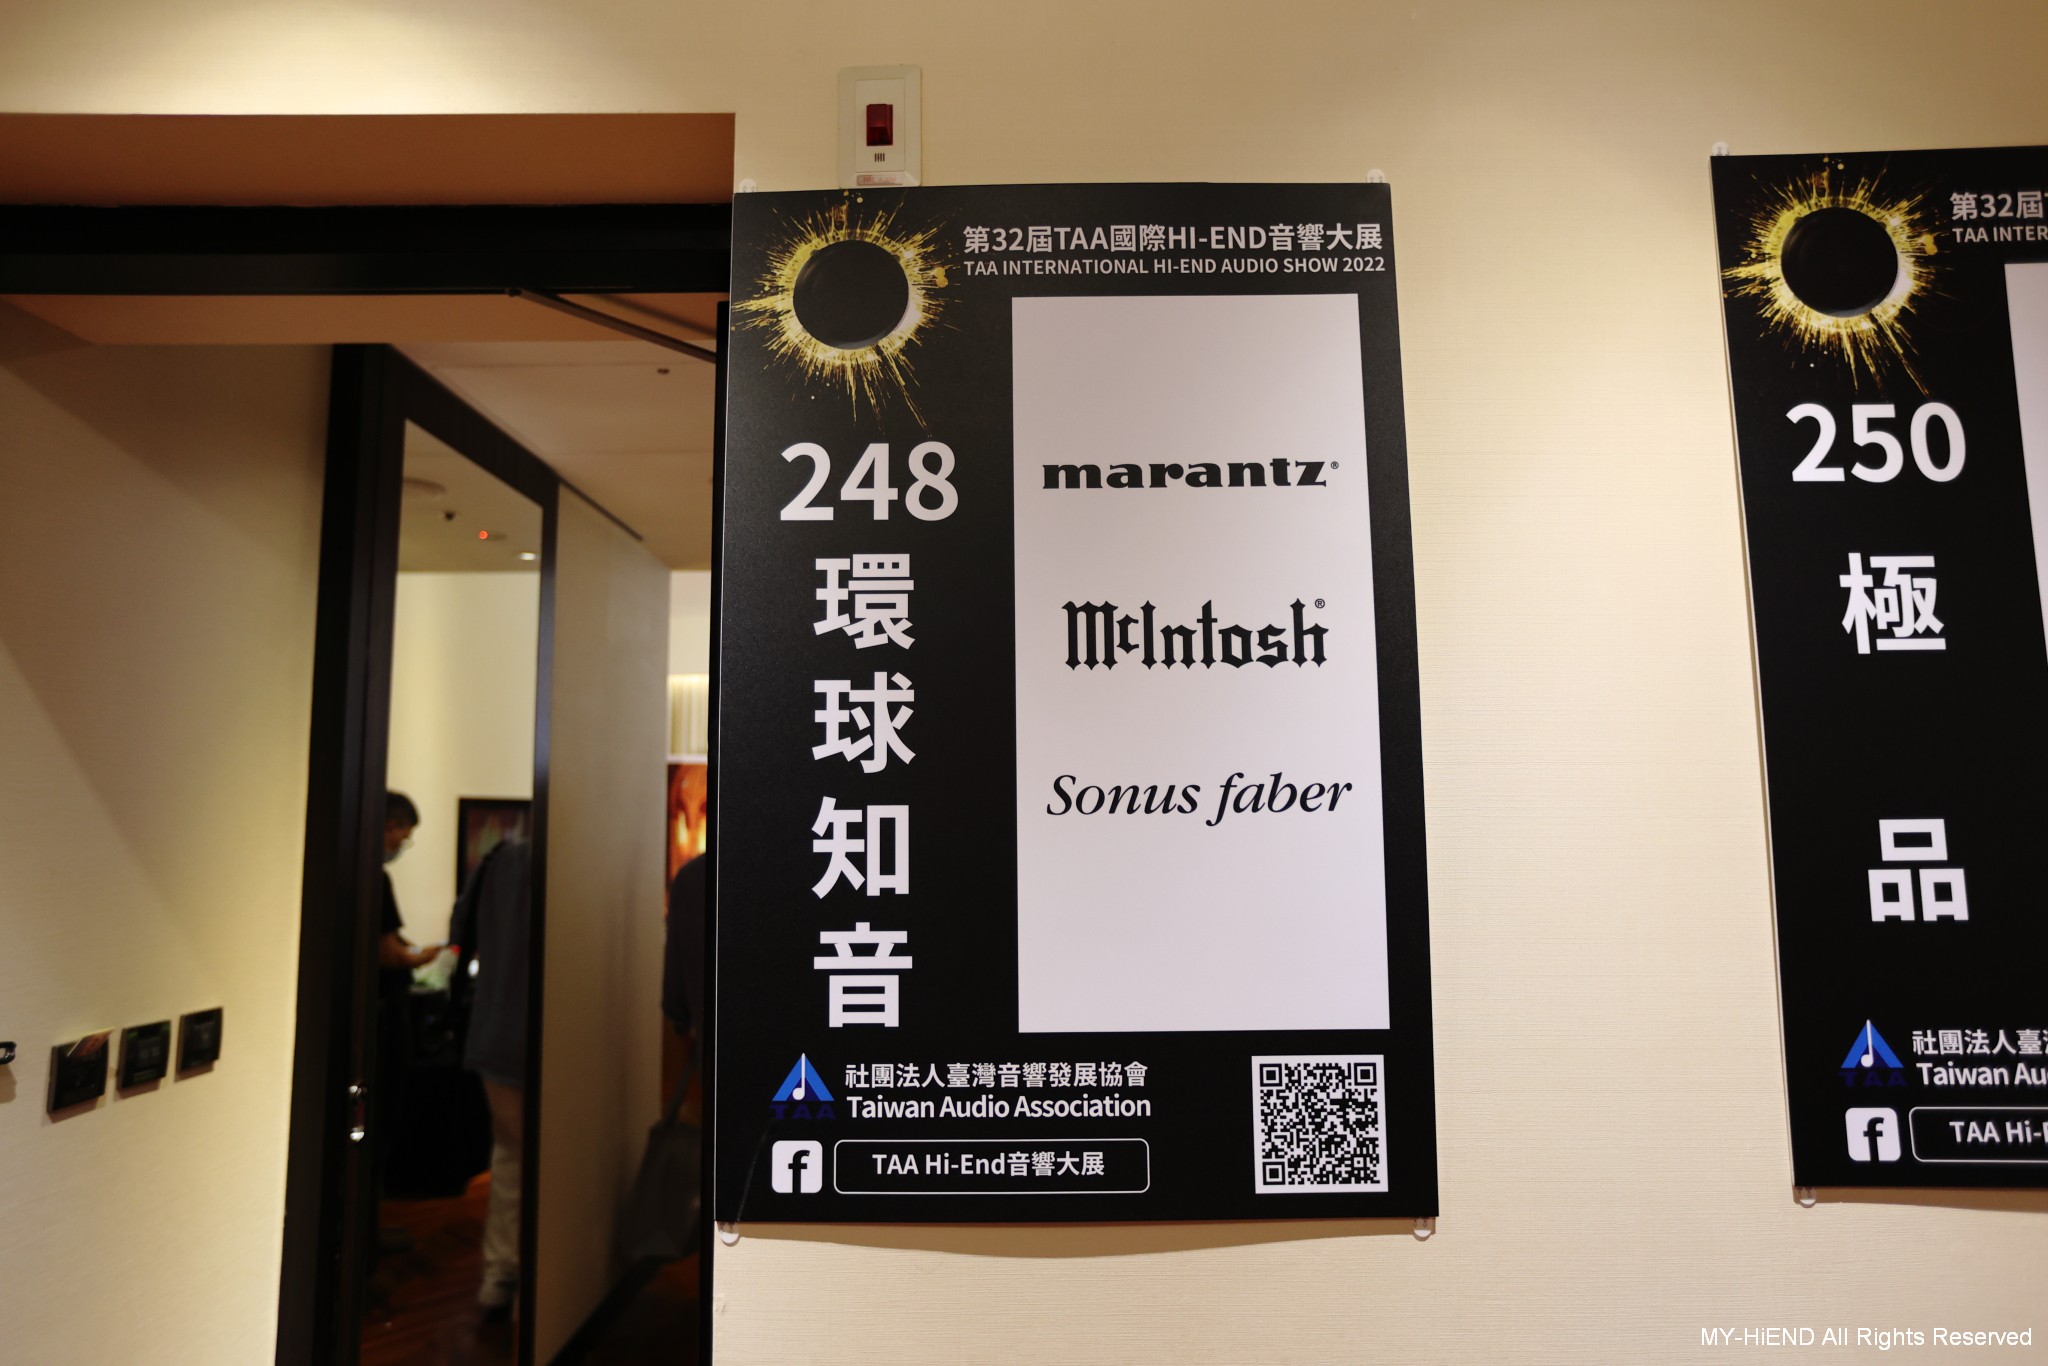 第32屆TAA國際HI-END音響大展
TAA INTERNATIONAL HI-END AUDIO SHOW 2022
248
環球知音
marantz®
McIntosh®
Sonus faber
社團法人臺灣音響發展協會
Taiwan Audio Association
TAA
f
TAA Hi-End音響大展
第32屆
TAA INTER
250
極品
社團法人臺
Taiwan Au
TAA
f
TAA Hi-
MY-HiEND All Rights Reserved